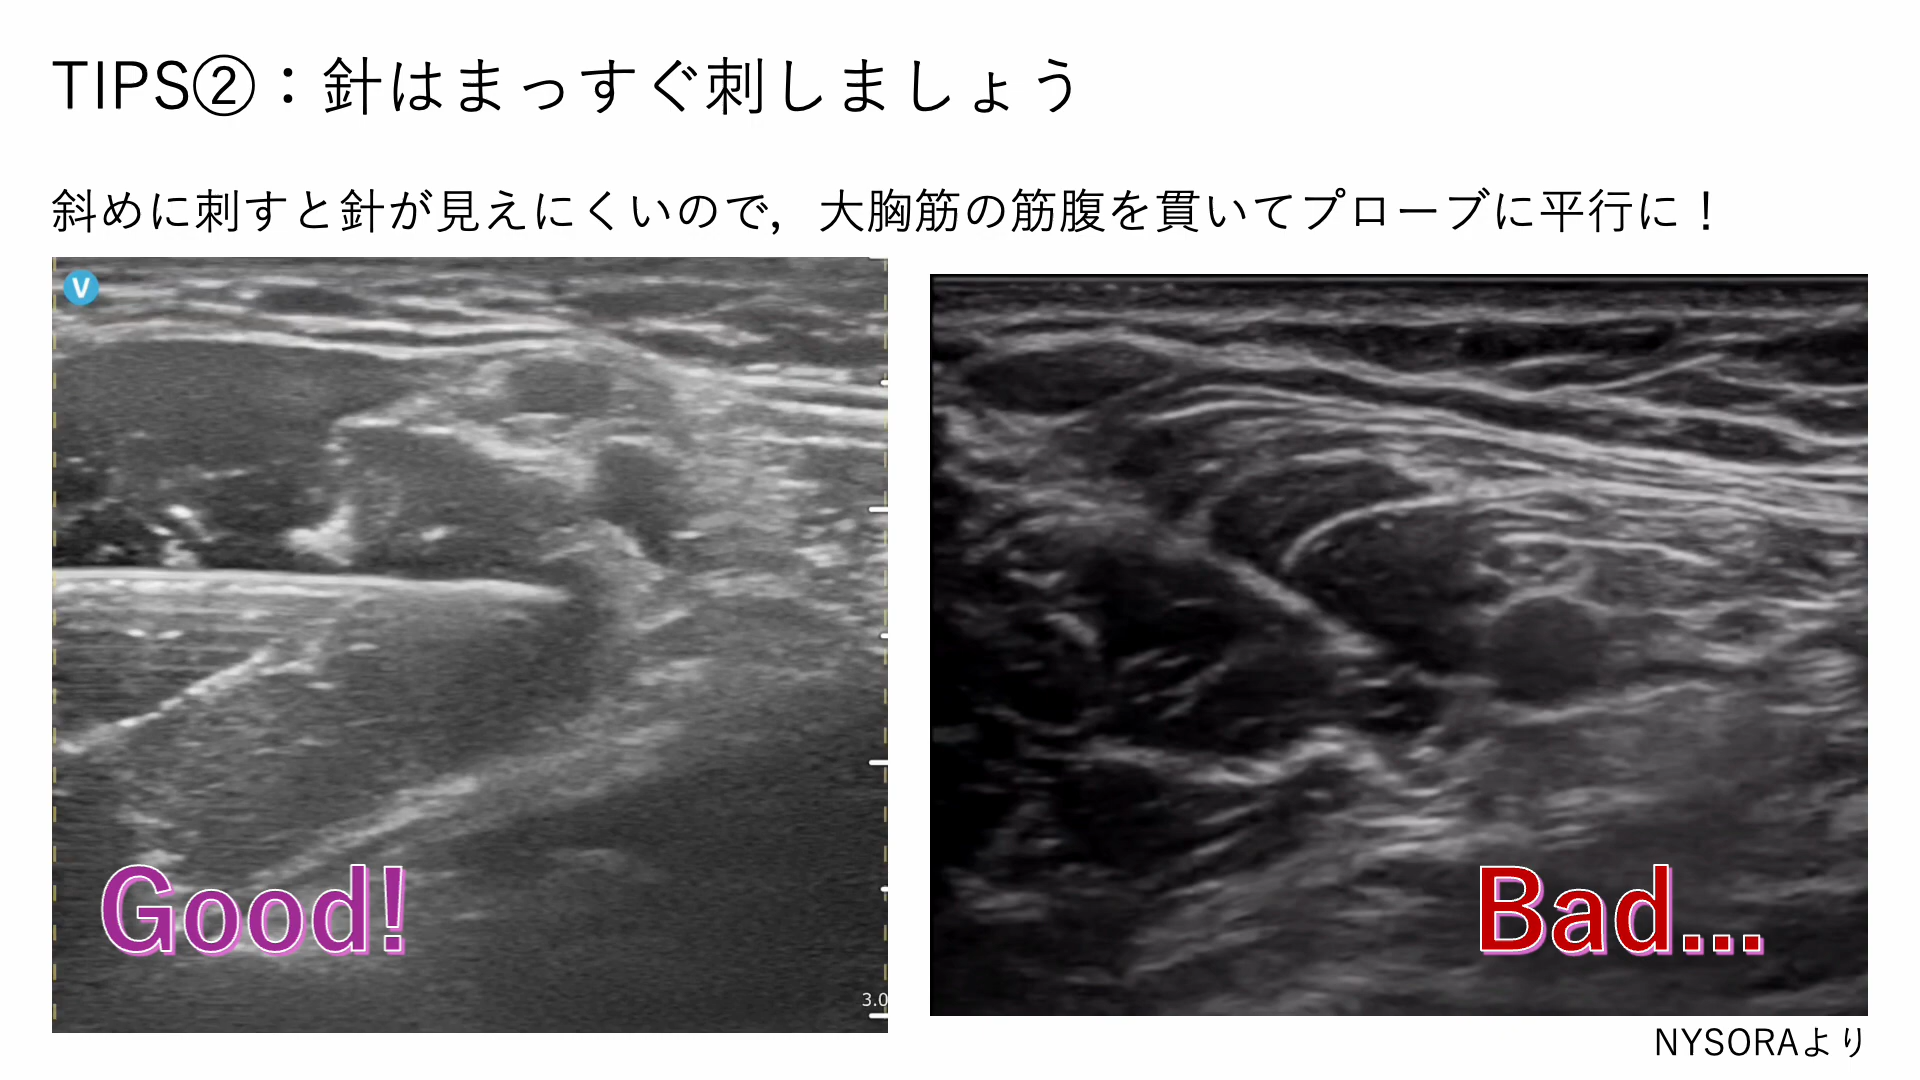 TIPS②：針はまっすぐ刺しましょう
斜めに刺すと針が見えにくいので，大胸筋の筋腹を貫いてプローブに平行に！
V
3.0
Good!
Bad...
NYSORAより